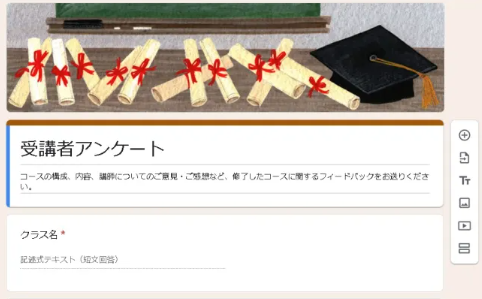 受講者アンケート
コースの構成、内容、講師についてのご意見・ご感想など、修了したコースに関するフィードバックをお送りくださ
い。
クラス名 *
記述式テキスト（短文回答）
TT